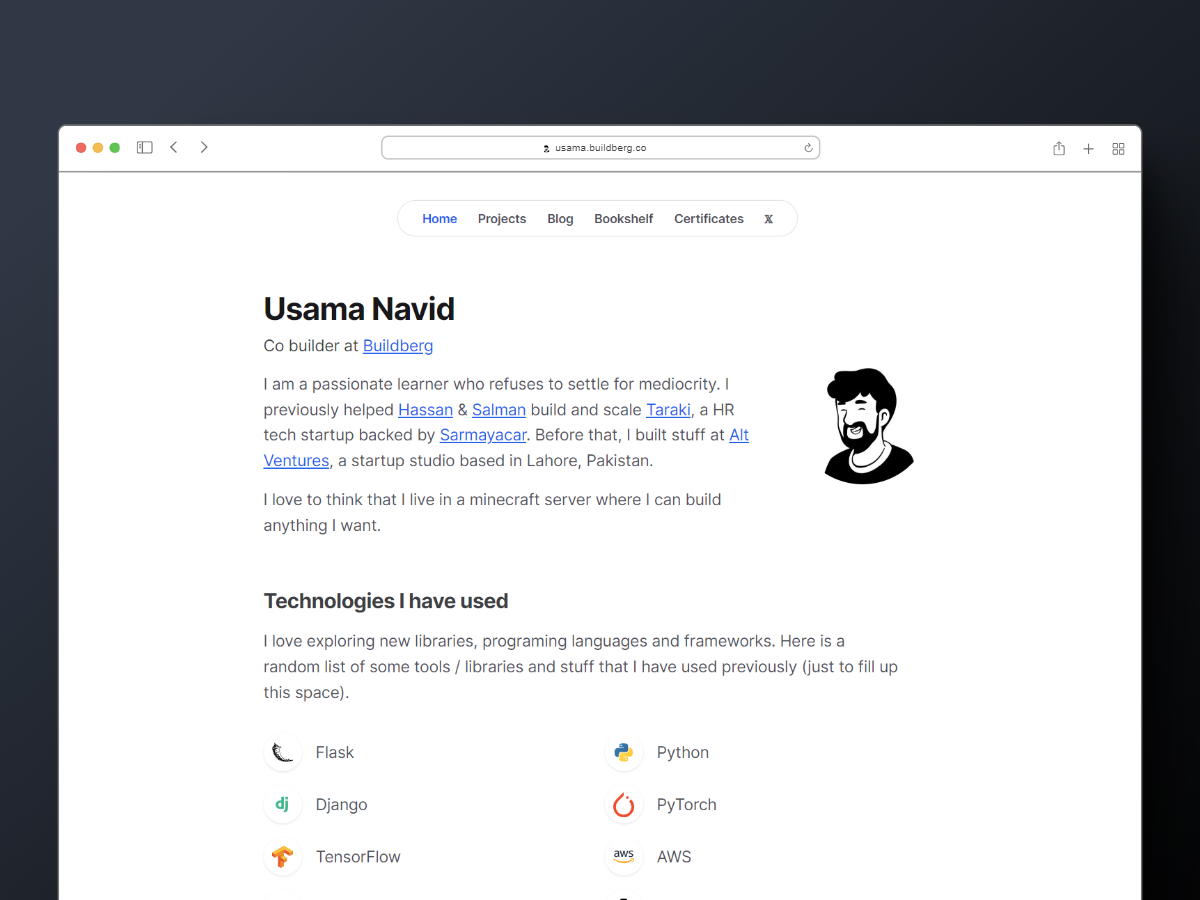 usama.buildberg.co
Home Projects Blog Bookshelf Certificates 𝕏
Usama Navid
Co builder at Buildberg
I am a passionate learner who refuses to settle for mediocrity. I
previously helped Hassan & Salman build and scale Taraki, a HR
tech startup backed by Sarmayacar. Before that, I built stuff at Alt
Ventures, a startup studio based in Lahore, Pakistan.
I love to think that I live in a minecraft server where I can build
anything I want.
Technologies I have used
I love exploring new libraries, programing languages and frameworks. Here is a
random list of some tools / libraries and stuff that I have used previously (just to fill up
this space).
Flask
Python
dj Django
PyTorch
TensorFlow
aws AWS